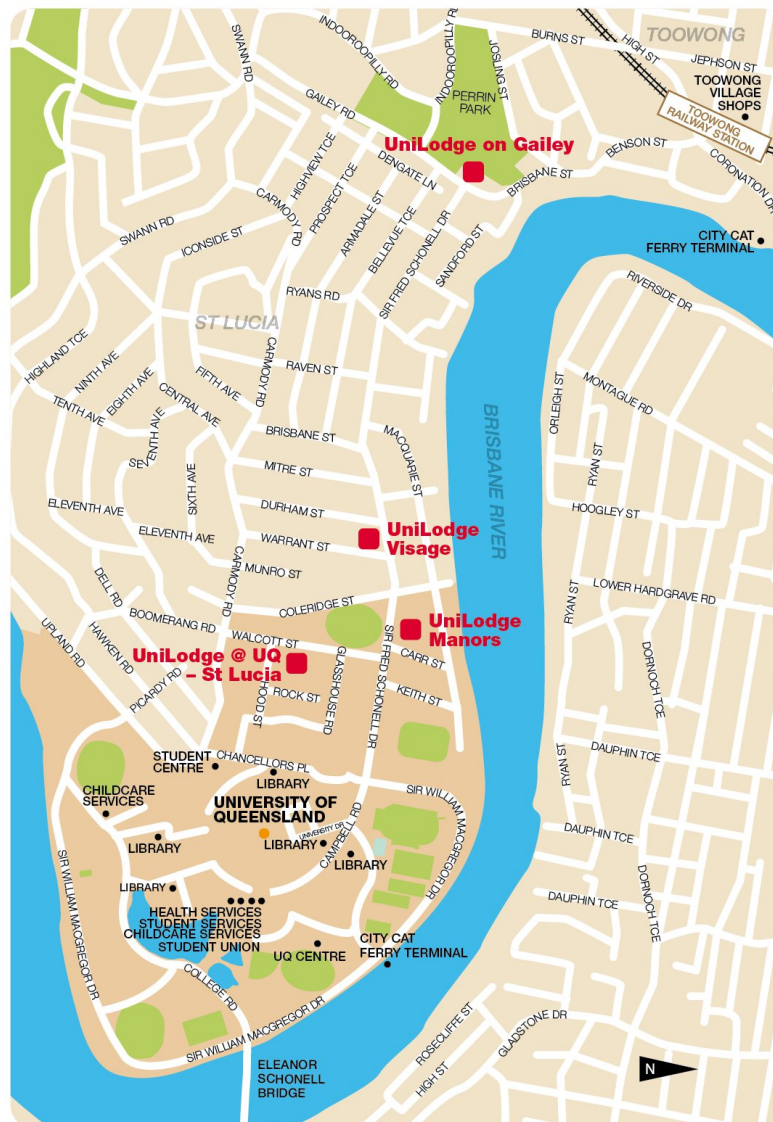 TOOWONG
SWANN RD
INDOOROOPILLY RD
INDOOROOPILLY RD
JOSLING ST
BURNS ST
HIGH ST
JEPHSON ST
TOOWONG
VILLAGE
SHOPS
TOOWONG
RAILWAY STATION
GAILEY RD
PERRIN
PARK
UniLodge on Gailey
BENSON ST
CORONATION DR
HIGHVIEW TCE
PROSPECT TCE
DENGATE LN
BRISBANE ST
ARMADALE ST
BELLEVUE TCE
SIR FRED SCHONELL DR
SANDFORD ST
CARMODY RD
SWANN RD
ICONSIDE ST
CITY CAT
FERRY TERMINAL
RYANS RD
RIVERSIDE DR
ST LUCIA
HIGHLAND TCE
NINTH AVE
EIGHTH AVE
TENTH AVE
SEVENTH AVE
CENTRAL AVE
FIFTH AVE
SIXTH AVE
CARMODY RD
RAVEN ST
BRISBANE ST
MACQUARIE ST
BRISBANE RIVER
ORLEIGH ST
MONTAGUE RD
RYAN ST
MITRE ST
DURHAM ST
HOOGLEY ST
ELEVENTH AVE
ELEVENTH AVE
WARRANT ST
UniLodge
Visage
MUNRO ST
CARMODY RD
DELL RD
COLERIDGE ST
LOWER HARDGRAVE RD
RYAN ST
BOOMERANG RD
UPLAND RD
HAWKEN RD
WALCOTT ST
UniLodge
Manors
UniLodge @ UQ
– St Lucia
SIR FRED SCHONELL DR
CARR ST
GLASSHOUSE RD
DORNOCH TCE
PICARDY RD
HOOD ST
ROCK ST
KEITH ST
STUDENT
CENTRE
CHANCELLORS PL
LIBRARY
RYAN ST
DAUPHIN TCE
CHILDCARE
SERVICES
UNIVERSITY OF
QUEENSLAND
SIR WILLIAM MACGREGOR DR
UNIVERSITY DR
CAMPBELL RD
LIBRARY
LIBRARY
LIBRARY
DAUPHIN TCE
SIR WILLIAM MACGREGOR DR
LIBRARY
DAUPHIN TCE
DORNOCH TCE
HEALTH SERVICES
STUDENT SERVICES
CHILDCARE SERVICES
STUDENT UNION
UQ CENTRE
CITY CAT
FERRY TERMINAL
COLLEGE RD
SIR WILLIAM MACGREGOR DR
ROSECLIFFE ST
GLADSTONE DR
HIGH ST
ELEANOR
SCHONELL
BRIDGE
N